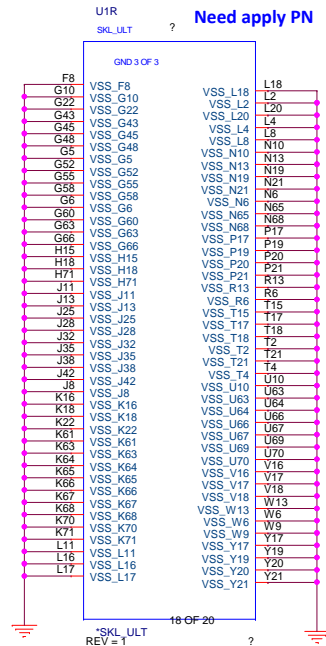 U1R
Need apply PN
SKL_ULT ?
GND 3 OF 3
F8 VSS_F8 VSS_L18 L18
G10 VSS_G10 VSS_L2 L2
G22 VSS_G22 VSS_L20 L20
G43 VSS_G43 VSS_L4 L4
G45 VSS_G45 VSS_L8 L8
G48 VSS_G48 VSS_N10 N10
G5 VSS_G5 VSS_N13 N13
G52 VSS_G52 VSS_N19 N19
G55 VSS_G55 VSS_N21 N21
G58 VSS_G58 VSS_N6 N6
G6 VSS_G6 VSS_N65 N65
G60 VSS_G60 VSS_N68 N68
G63 VSS_G63 VSS_P17 P17
G66 VSS_G66 VSS_P19 P19
H15 VSS_H15 VSS_P20 P20
H18 VSS_H18 VSS_P21 P21
H71 VSS_H71 VSS_R13 R13
J11 VSS_J11 VSS_R6 R6
J13 VSS_J13 VSS_T15 T15
J25 VSS_J25 VSS_T17 T17
J28 VSS_J28 VSS_T18 T18
J32 VSS_J32 VSS_T2 T2
J35 VSS_J35 VSS_T21 T21
J38 VSS_J38 VSS_T4 T4
J42 VSS_J42 VSS_U10 U10
J8 VSS_J8 VSS_U63 U63
K16 VSS_K16 VSS_U64 U64
K18 VSS_K18 VSS_U66 U66
K22 VSS_K22 VSS_U67 U67
K61 VSS_K61 VSS_U69 U69
K63 VSS_K63 VSS_U70 U70
K64 VSS_K64 VSS_V16 V16
K65 VSS_K65 VSS_V17 V17
K66 VSS_K66 VSS_V18 V18
K67 VSS_K67 VSS_W13 W13
K68 VSS_K68 VSS_W6 W6
K70 VSS_K70 VSS_W9 W9
K71 VSS_K71 VSS_Y17 Y17
L11 VSS_L11 VSS_Y19 Y19
L16 VSS_L16 VSS_Y20 Y20
L17 VSS_L17 VSS_Y21 Y21
18 OF 20
*SKL_ULT
REV = 1 ?